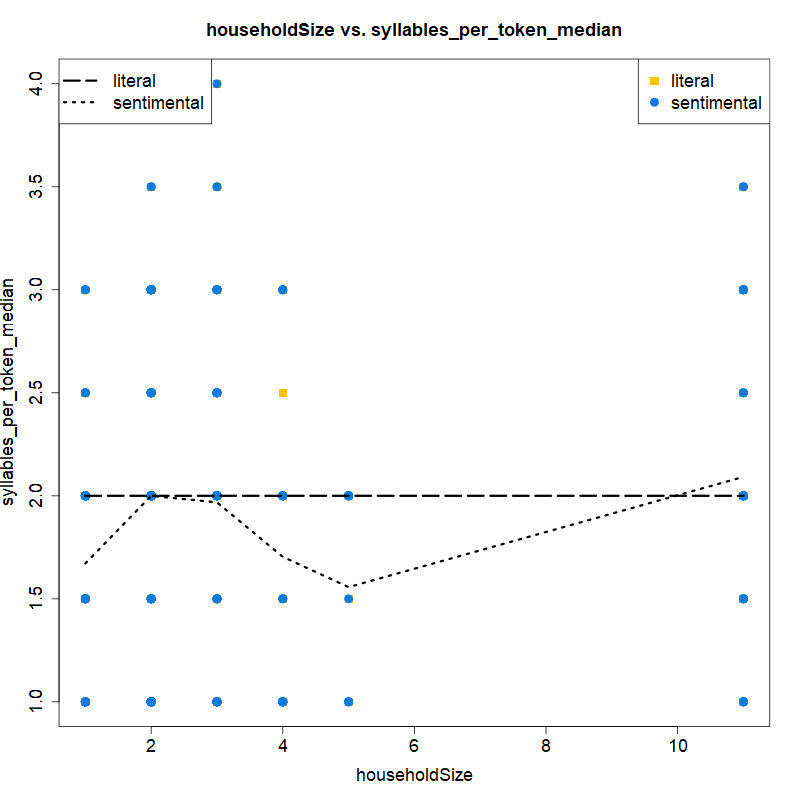 householdSize vs. syllables_per_token_median
literal
sentimental
literal
sentimental
syllables_per_token_median
4.0
3.5
3.0
2.5
2.0
1.5
1.0
2
4
6
8
10
householdSize